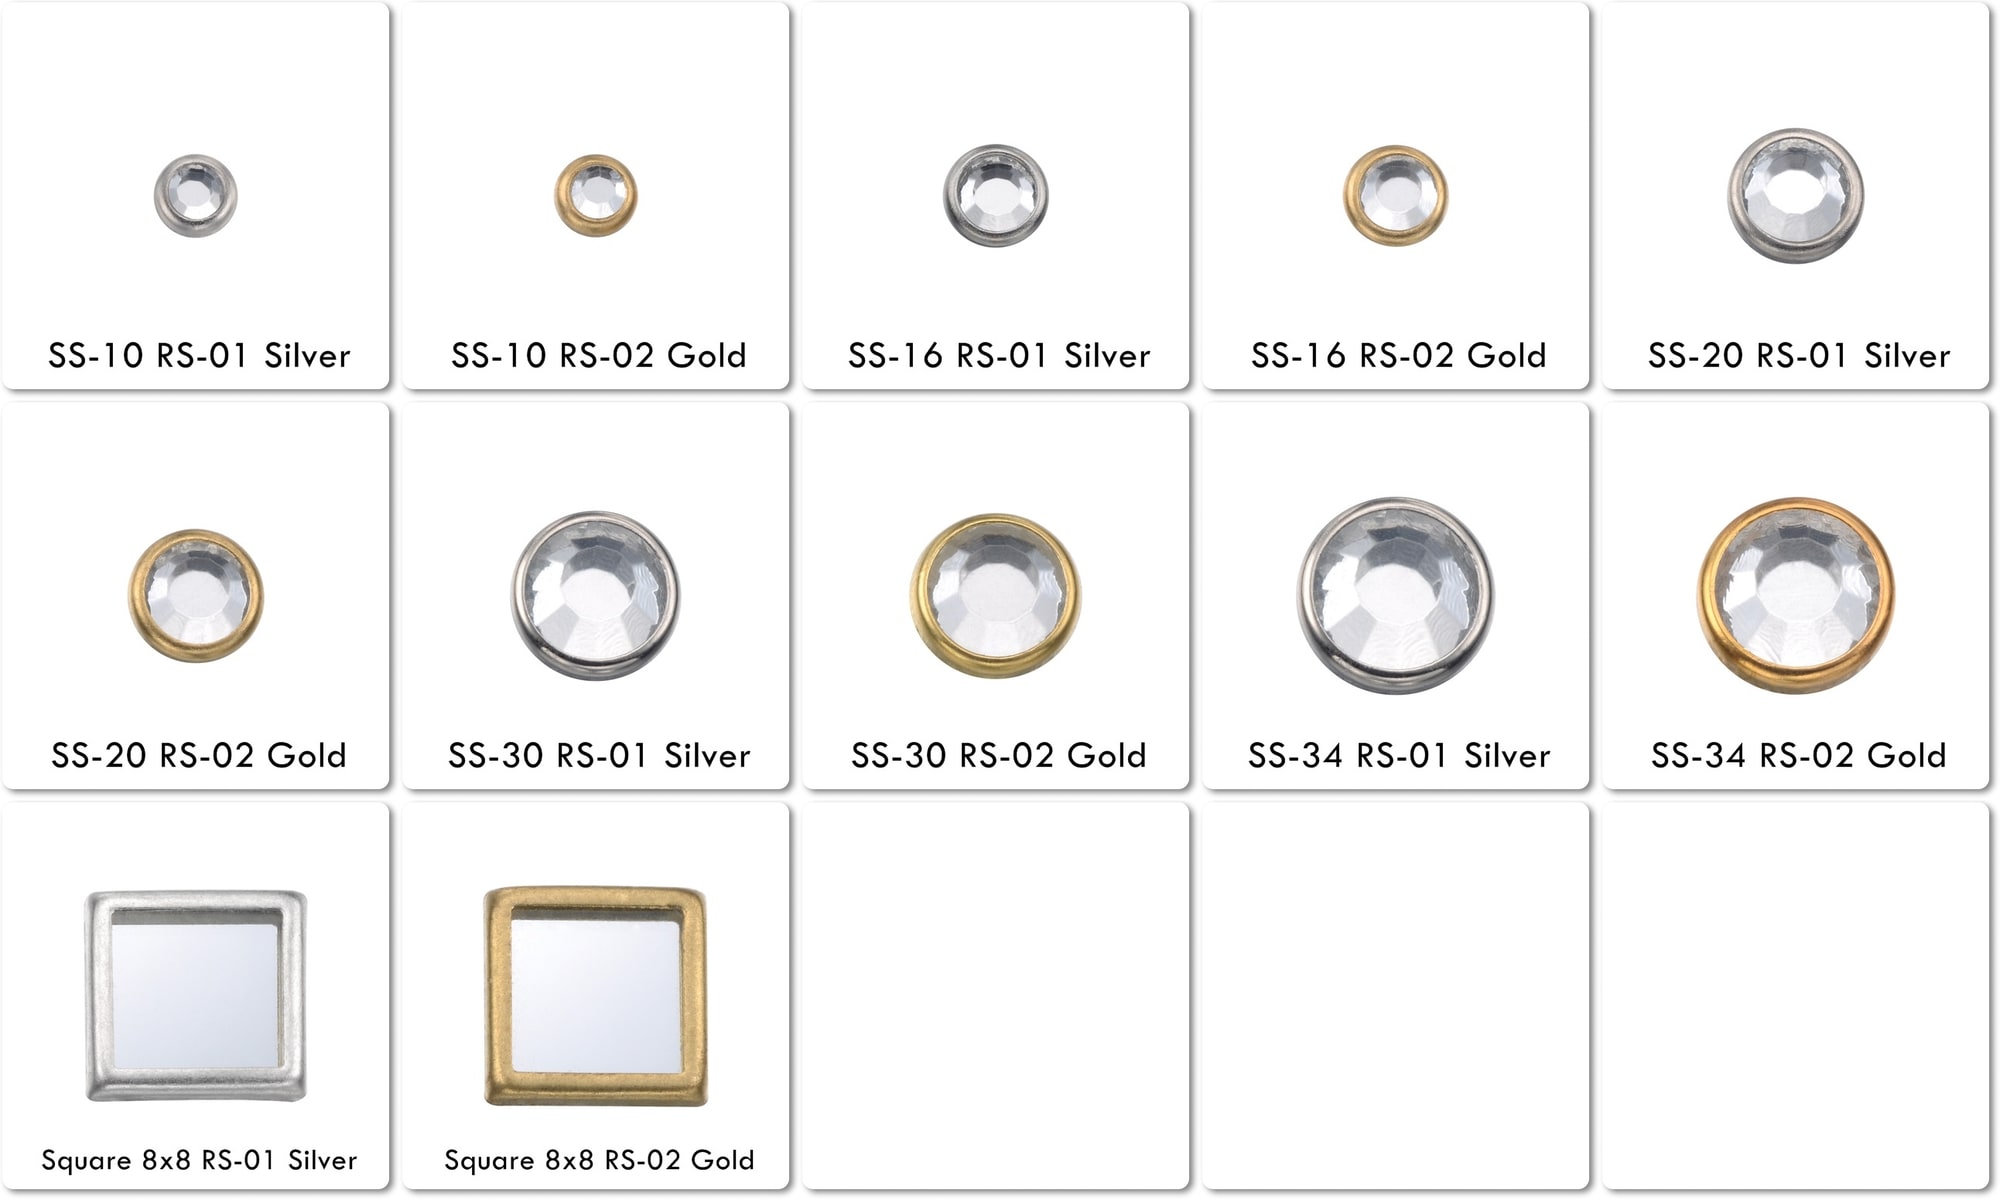 SS-10 RS-01 Silver
SS-10 RS-02 Gold
SS-16 RS-01 Silver
SS-16 RS-02 Gold
SS-20 RS-01 Silver
SS-20 RS-02 Gold
SS-30 RS-01 Silver
SS-30 RS-02 Gold
SS-34 RS-01 Silver
SS-34 RS-02 Gold
Square 8x8 RS-01 Silver
Square 8x8 RS-02 Gold